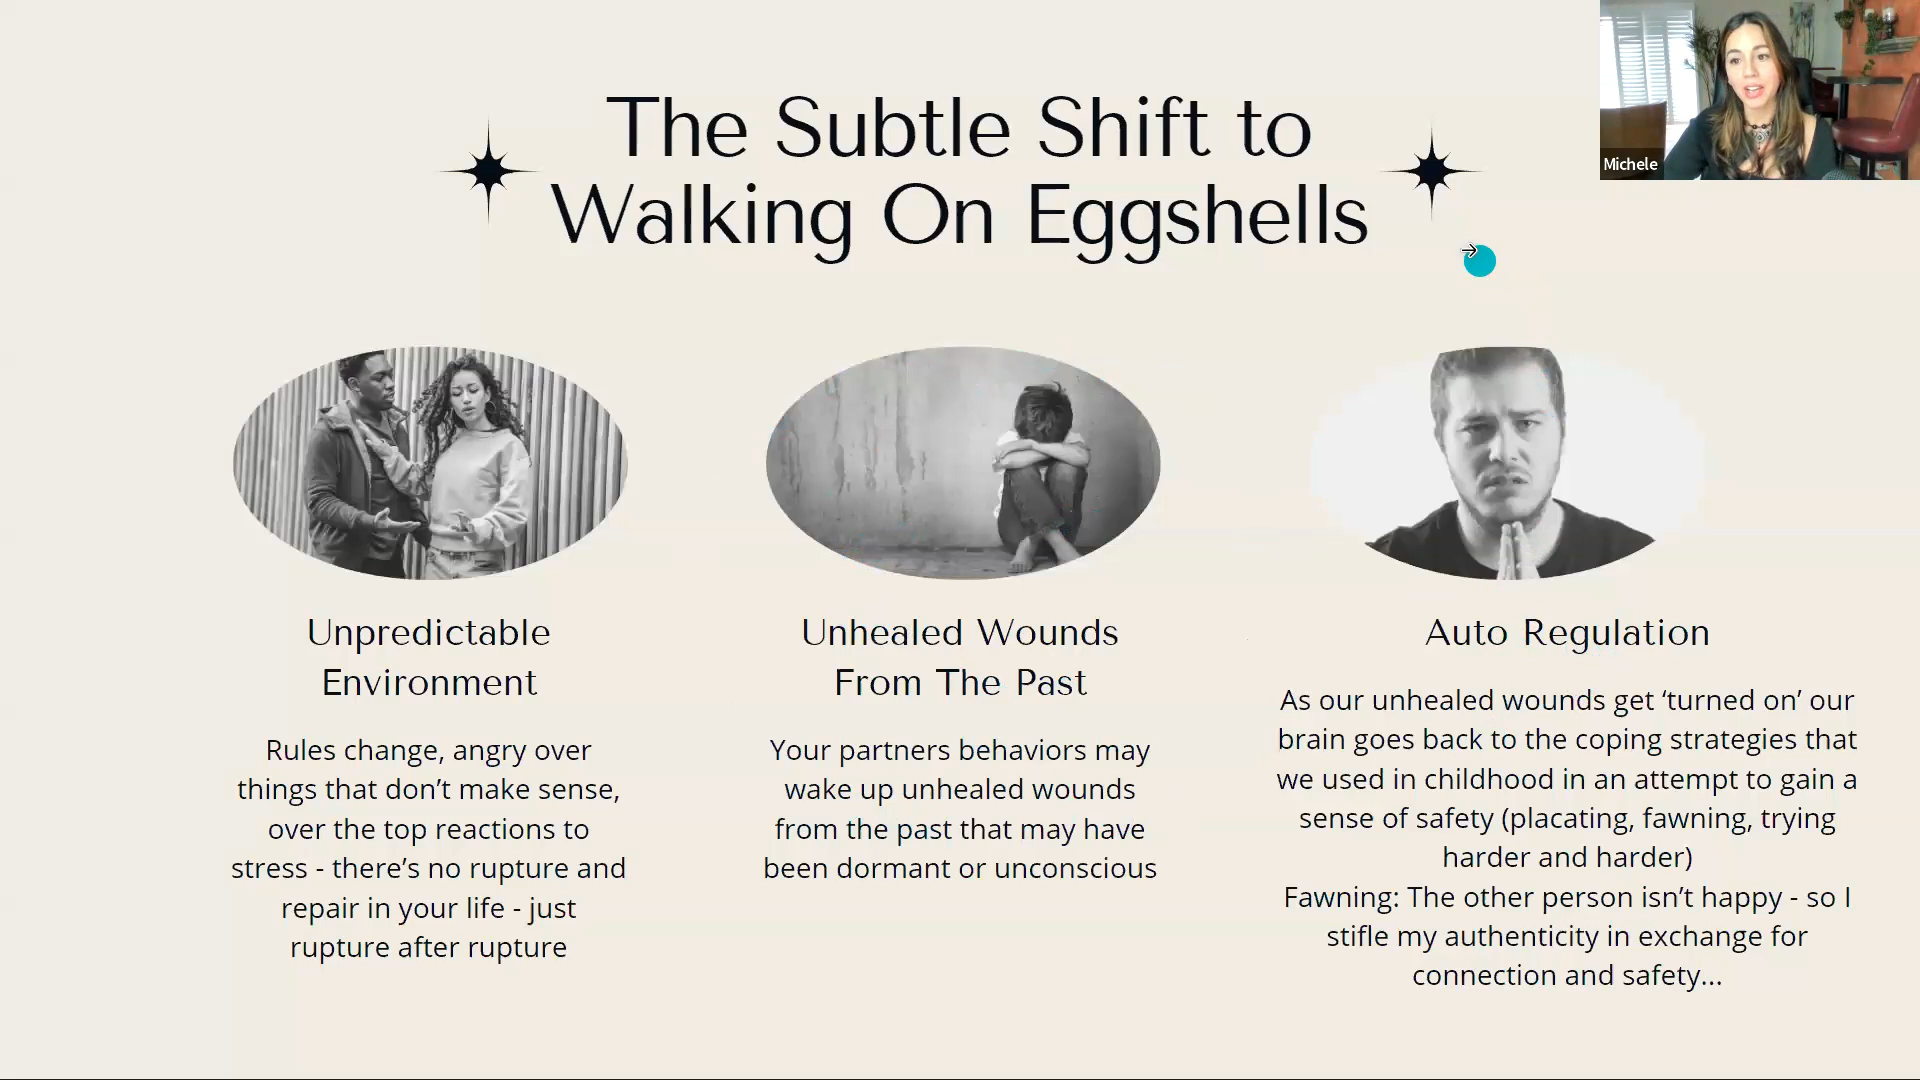 The Subtle Shift to
Walking On Eggshells
Michele
Unpredictable
Environment
Rules change, angry over
things that don’t make sense,
over the top reactions to
stress - there’s no rupture and
repair in your life - just
rupture after rupture
Unhealed Wounds
From The Past
Your partners behaviors may
wake up unhealed wounds
from the past that may have
been dormant or unconscious
Auto Regulation
As our unhealed wounds get ‘turned on’ our
brain goes back to the coping strategies that
we used in childhood in an attempt to gain a
sense of safety (placating, fawning, trying
harder and harder)
Fawning: The other person isn’t happy - so I
stifle my authenticity in exchange for
connection and safety...